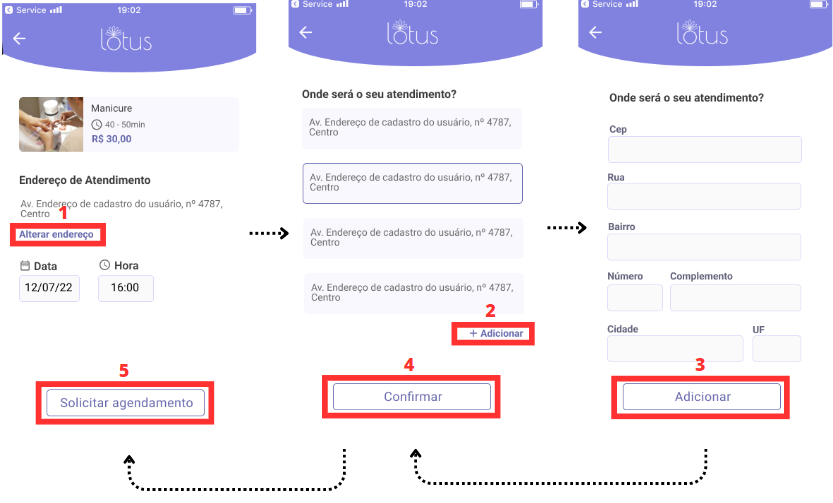 Service
19:02
lotus
Manicure
40 - 50min
R$ 30,00
Endereço de Atendimento
Av. Endereço de cadastro do usuário, nº 4787,
Centro
1
Alterar endereço
Data
Hora
12/07/22
16:00
5
Solicitar agendamento
Service
19:02
lotus
Onde será o seu atendimento?
Av. Endereço de cadastro do usuário, nº 4787,
Centro
Av. Endereço de cadastro do usuário, nº 4787,
Centro
Av. Endereço de cadastro do usuário, nº 4787,
Centro
Av. Endereço de cadastro do usuário, nº 4787,
Centro
2
+ Adicionar
4
Confirmar
Service
19:02
lotus
Onde será o seu atendimento?
Cep
Rua
Bairro
Número
Complemento
Cidade
UF
3
Adicionar